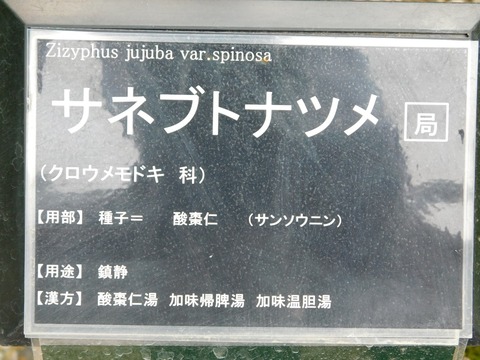 Zizyphus jujuba var.spinosa
サネブトナツメ 局
(クロウメモドキ 科)
【用部】 種子＝ 酸棗仁 (サンソウニン)
【用途】 鎮静
【漢方】 酸棗仁湯 加味帰脾湯 加味温胆湯